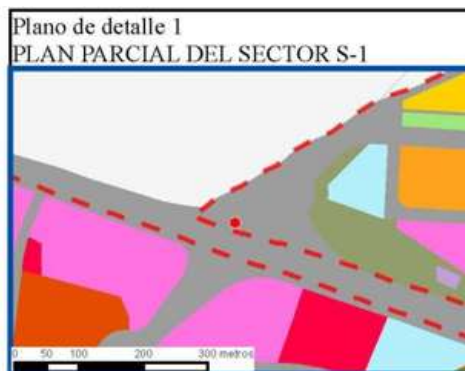 Plano de detalle 1
PLAN PARCIAL DEL SECTOR S-1
0 50 100 200 300 metros